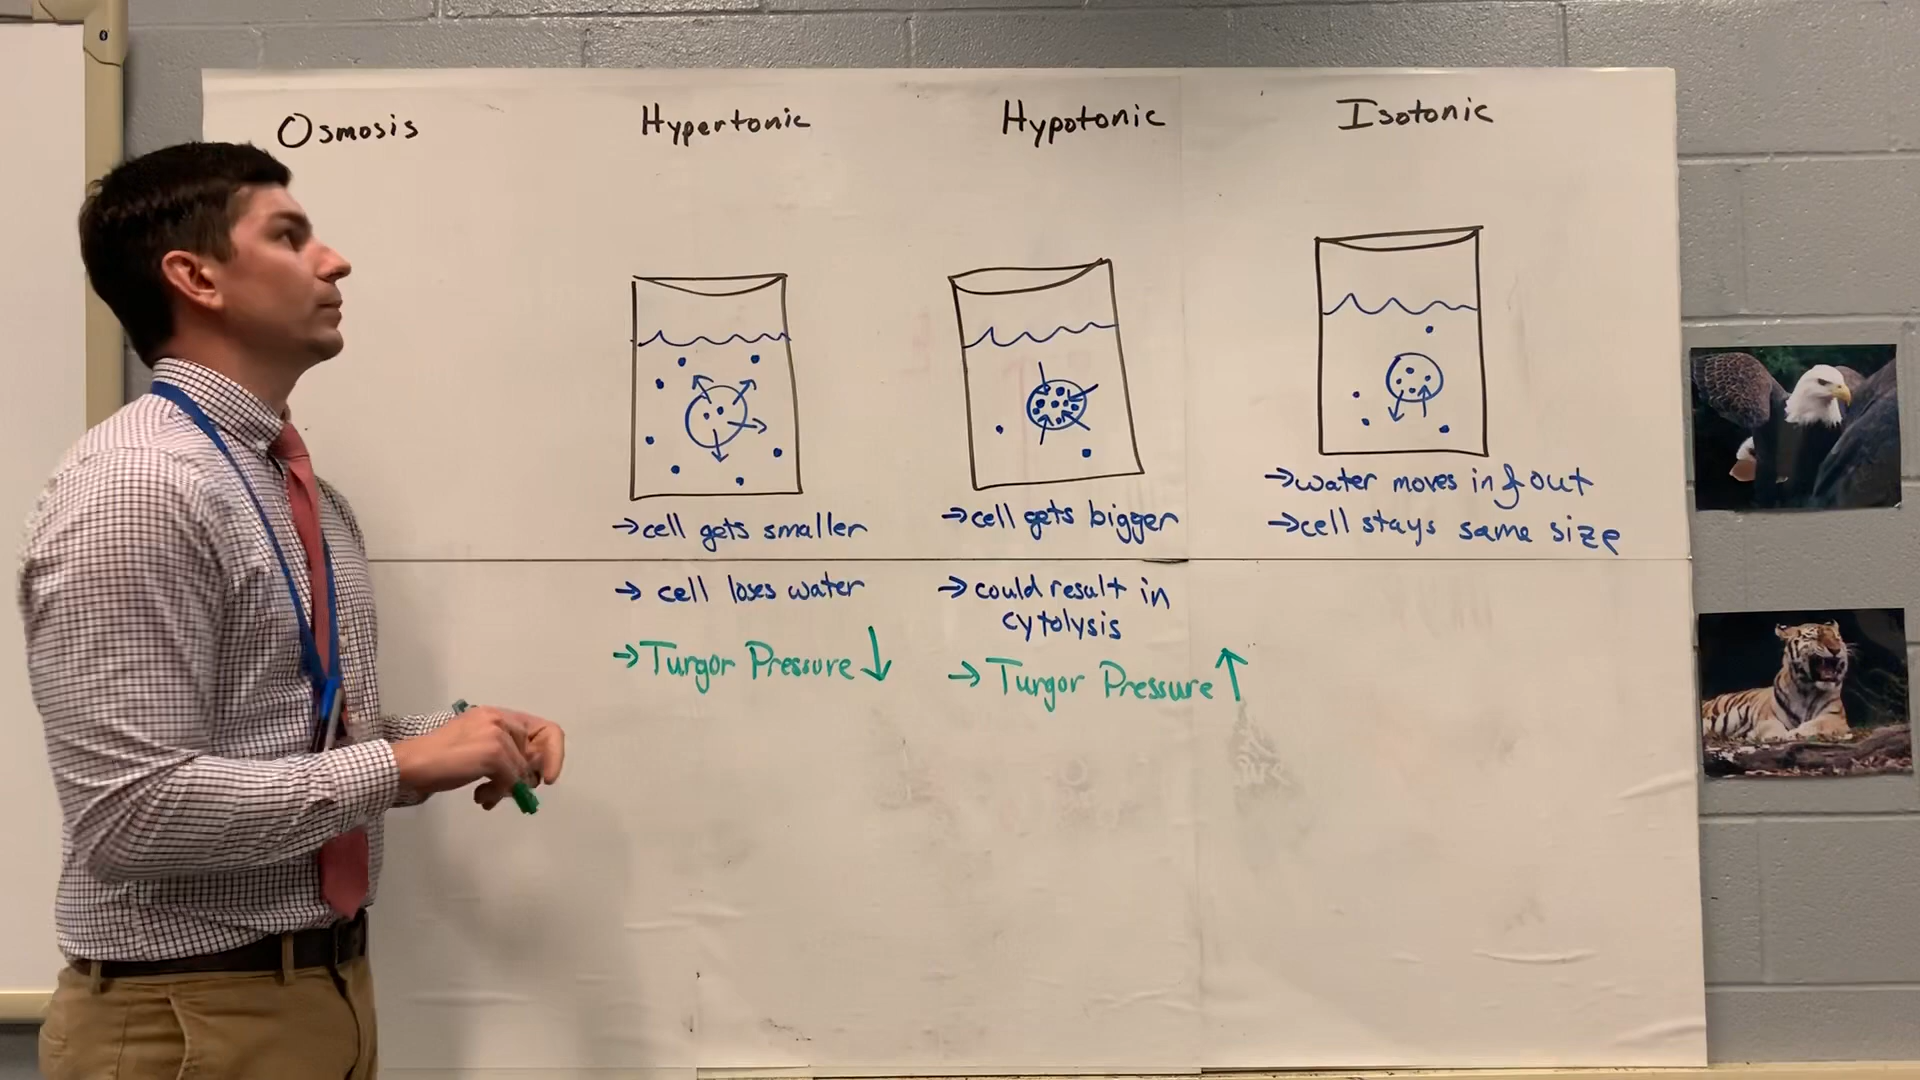 Osmosis
Hypertonic
→cell gets smaller
→ cell loses water
→Turgor Pressure↓
Hypotonic
→cell gets bigger
→could result in
cytolysis
→ Turgor Pressure↑
Isotonic
→water moves in & out
→cell stays same size